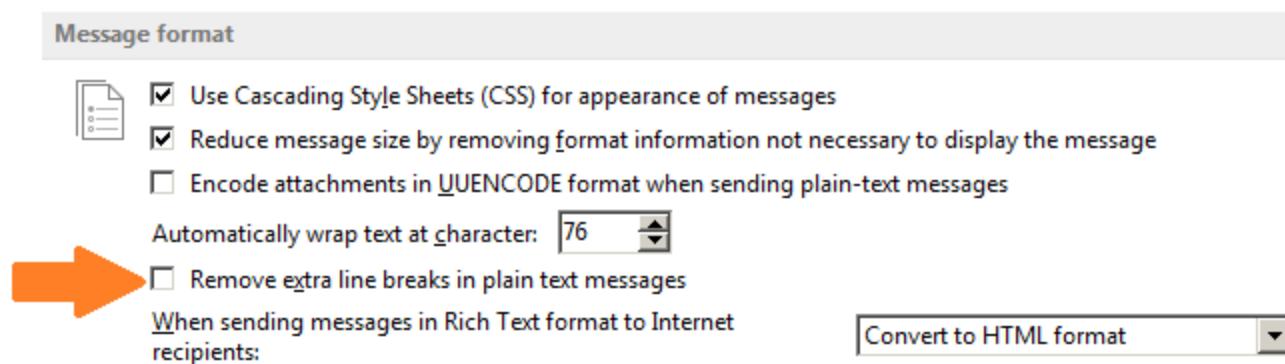 Message format
Use Cascading Style Sheets (CSS) for appearance of messages
Reduce message size by removing format information not necessary to display the message
Encode attachments in UUENCODE format when sending plain-text messages
Automatically wrap text at character: 76
Remove extra line breaks in plain text messages
When sending messages in Rich Text format to Internet
recipients:
Convert to HTML format